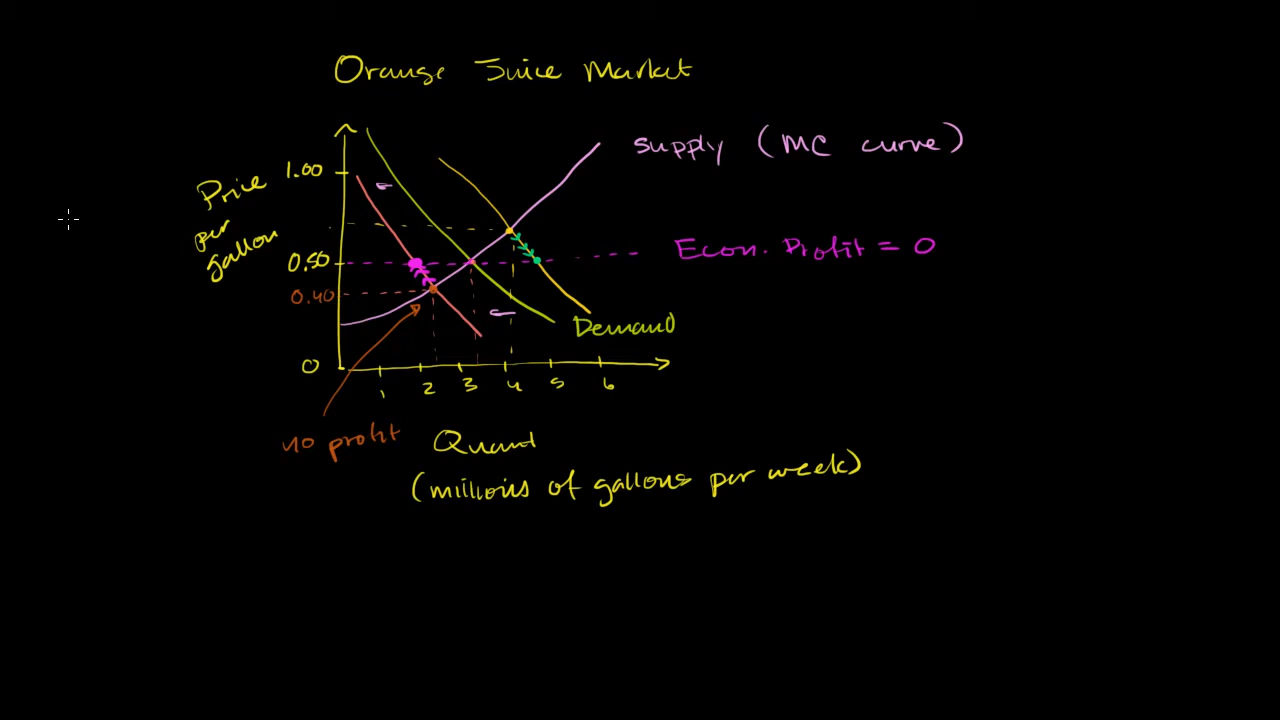 Orange Juice Market
supply (MC curve)
Price
per
gallon
1.00
Econ. Profit = 0
0.50
0.40
Demand
0
1 2 3 4 5 6
no profit
Quant
(millions of gallons per week)